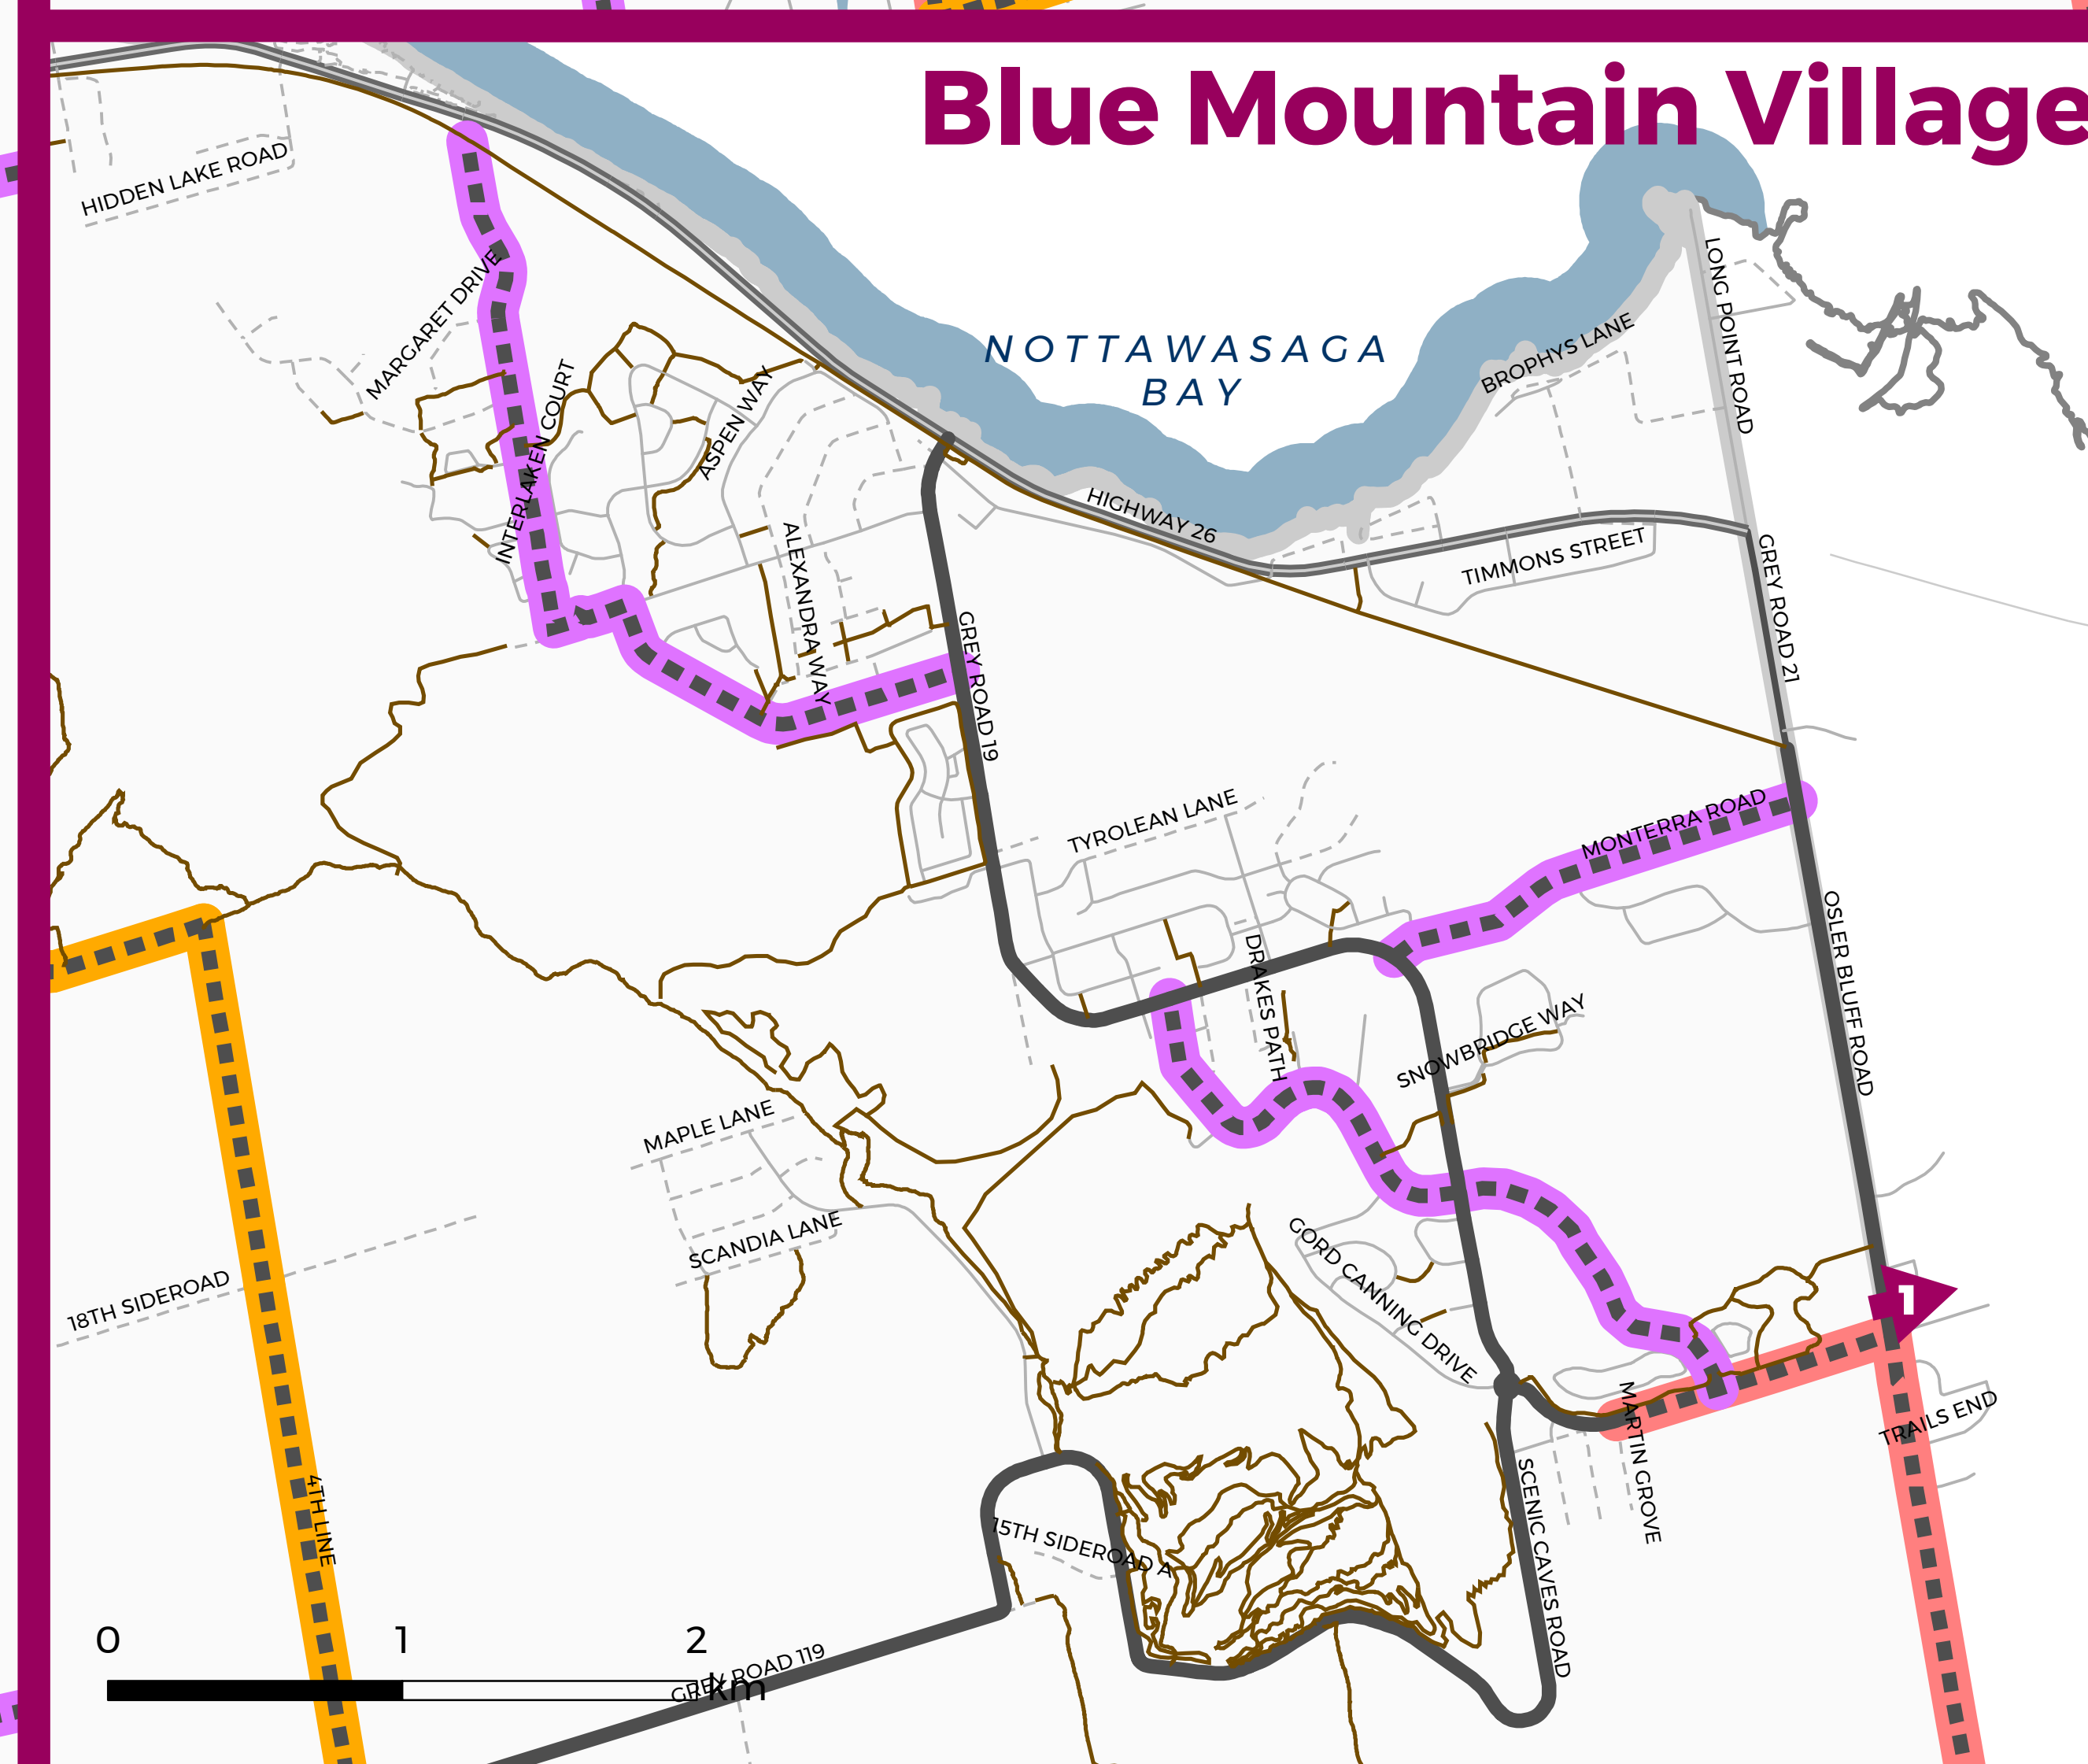 Blue Mountain Village
HIDDEN LAKE ROAD
MARGARET DRIVE
INTERLAKEN COURT
ASPEN WAY
ALEXANDRA WAY
NOTTAWASAGA
BAY
HIGHWAY 26
BROPHYS LANE
LONG POINT ROAD
TIMMONS STREET
GREY ROAD 21
GREY ROAD 19
TYROLEAN LANE
MONTERRA ROAD
OSLER BLUFF ROAD
DRAKES PATH
SNOWBRIDGE WAY
MAPLE LANE
SCANDIA LANE
18TH SIDEROAD
GORD CANNING DRIVE
1
MARTIN GROVE
TRAILS END
4TH LINE
15TH SIDEROAD A
SCENIC CAVES ROAD
GREY ROAD 119
0 1 2
km